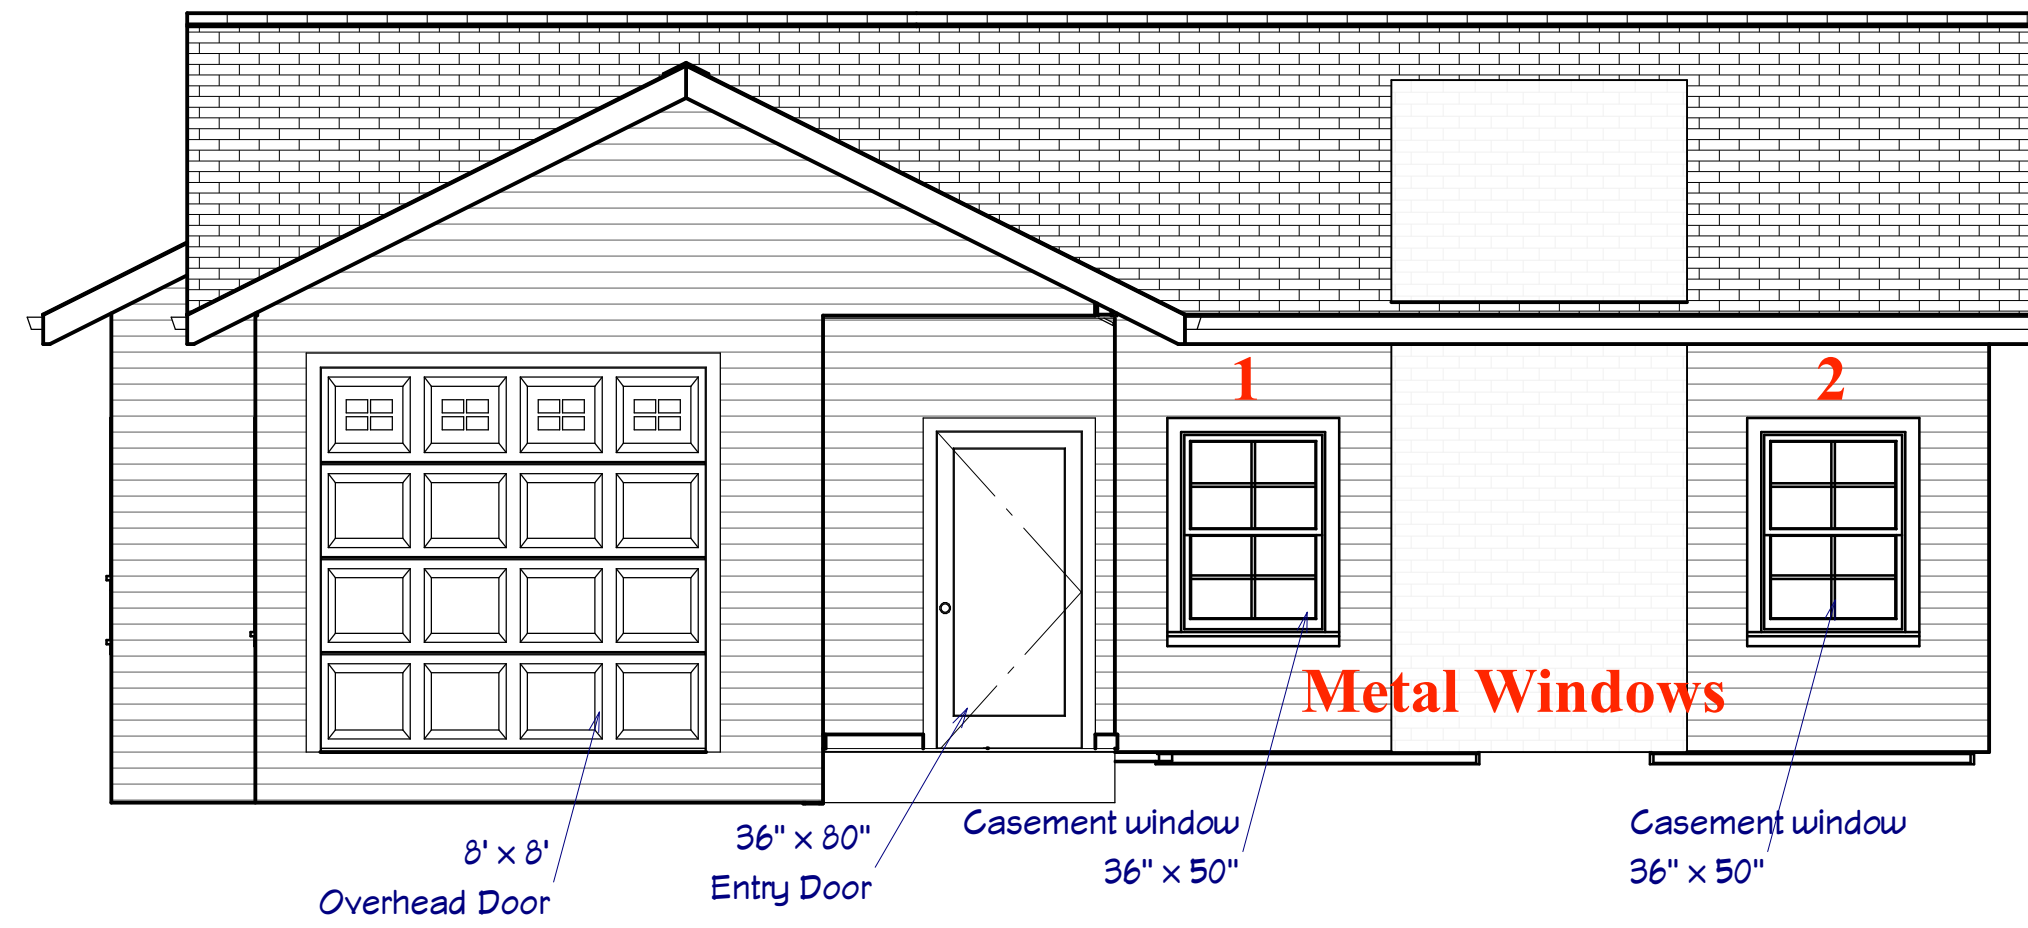 1
2
Metal Windows
8' x 8'
Overhead Door
36" x 80"
Entry Door
Casement window
36" x 50"
Casement window
36" x 50"